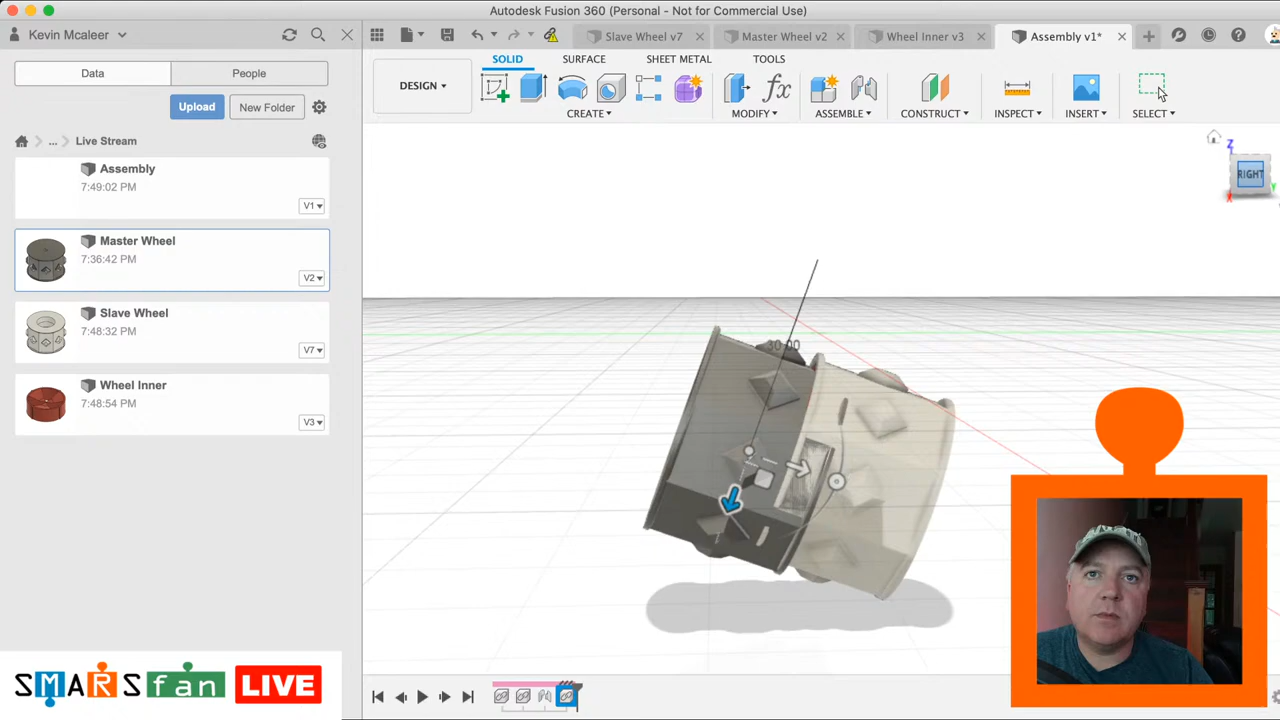 Autodesk Fusion 360 (Personal - Not for Commercial Use)
Kevin Mcaleer
Slave Wheel v7
Master Wheel v2
Wheel Inner v3
Assembly v1*
Data
People
Upload
New Folder
... Live Stream
Assembly
7:49:02 PM
V1
Master Wheel
7:36:42 PM
V2
Slave Wheel
7:48:32 PM
V7
Wheel Inner
7:48:54 PM
V3
DESIGN
SOLID
SURFACE
SHEET METAL
TOOLS
fx
CREATE
MODIFY
ASSEMBLE
CONSTRUCT
INSPECT
INSERT
SELECT
Z
RIGHT
X
Y
30.00
SMARSfan LIVE